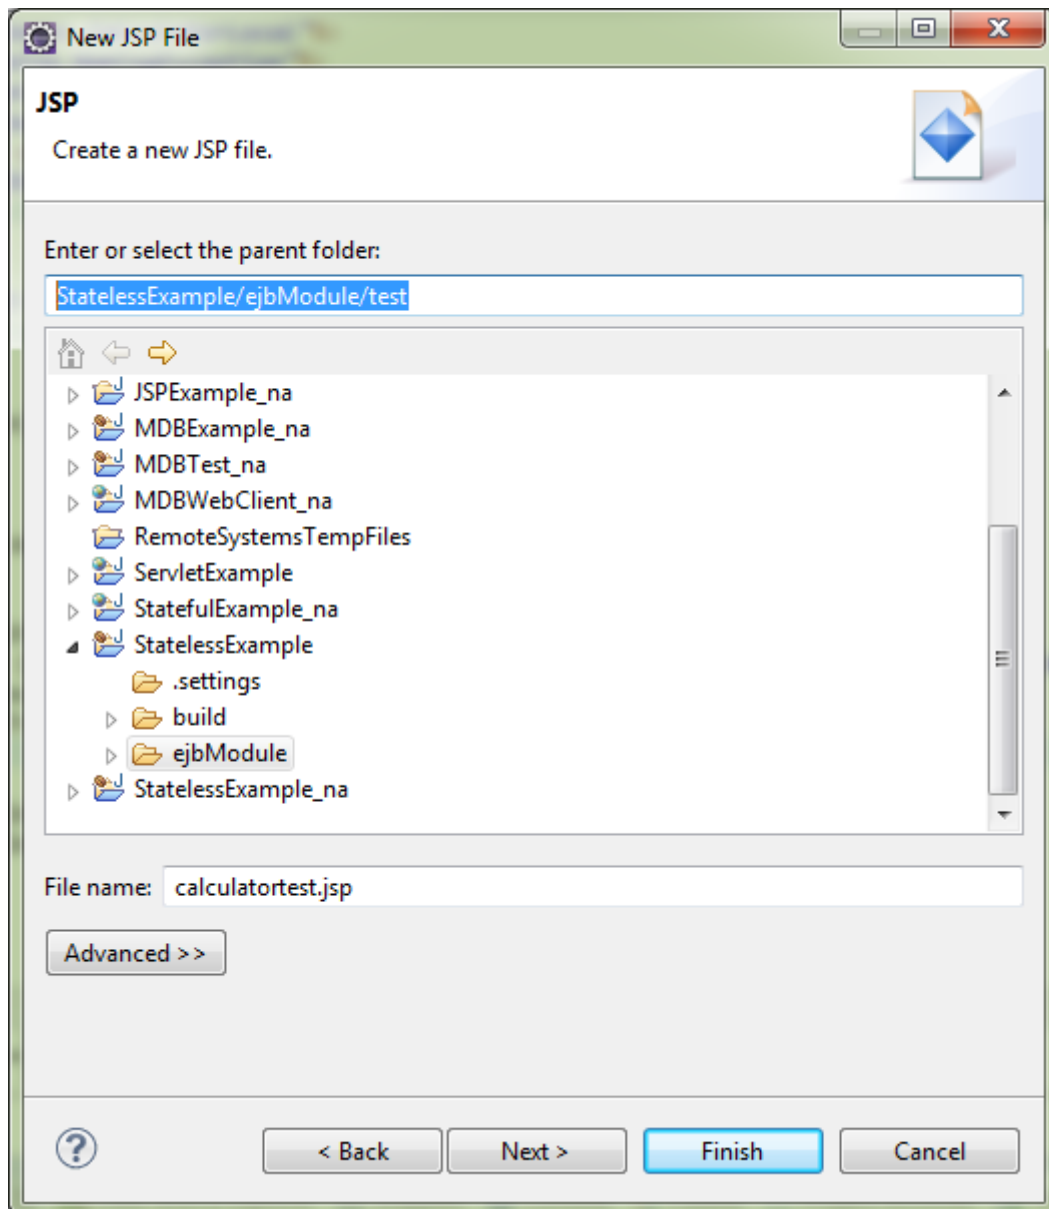 New JSP File
JSP
Create a new JSP file.
Enter or select the parent folder:
StatelessExample/ejbModule/test
JSPExample_na
MDBExample_na
MDBTest_na
MDBWebClient_na
RemoteSystemsTempFiles
ServletExample
StatefulExample_na
StatelessExample
.settings
build
ejbModule
StatelessExample_na
File name: calculatortest.jsp
Advanced >>
? < Back Next > Finish Cancel